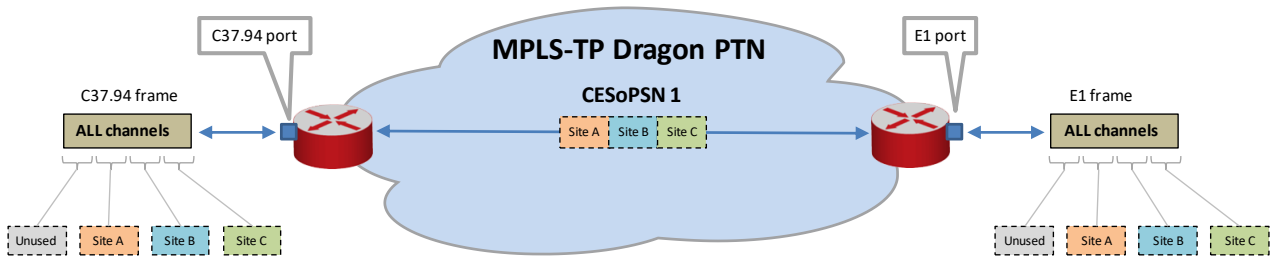 C37.94 port
E1 port
MPLS-TP Dragon PTN
CESoPSN 1
C37.94 frame
E1 frame
ALL channels
Site A Site B Site C
ALL channels
Unused Site A Site B Site C
Unused Site A Site B Site C